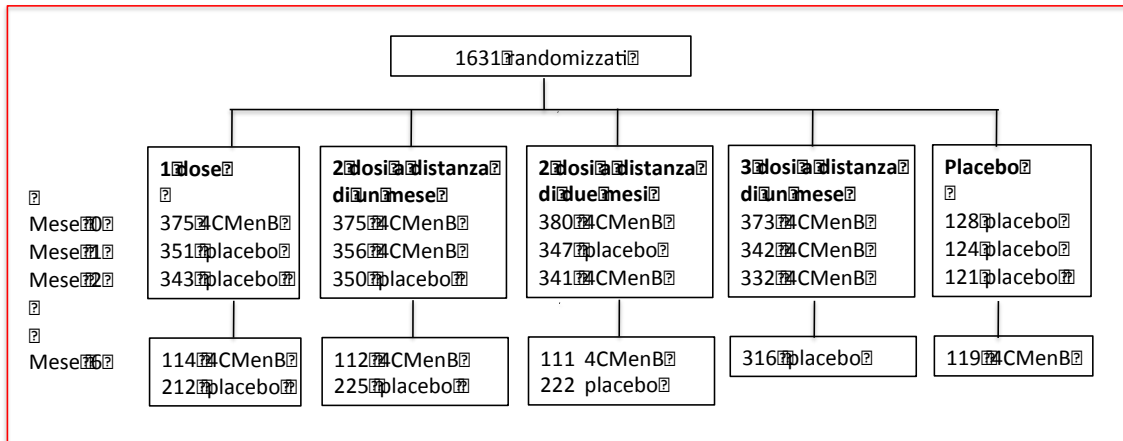 1631 randomizzati
1 dose
375 4CMenB
351 placebo
343 placebo
2 dosi a distanza
di un mese
375 4CMenB
356 4CMenB
350 placebo
2 dosi a distanza
di due mesi
380 4CMenB
347 placebo
341 4CMenB
3 dosi a distanza
di un mese
373 4CMenB
342 4CMenB
332 4CMenB
Placebo
128 placebo
124 placebo
121 placebo
Mese 0
Mese 1
Mese 2
Mese 6
114 4CMenB
212 placebo
112 4CMenB
225 placebo
111 4CMenB
222 placebo
316 placebo
119 4CMenB